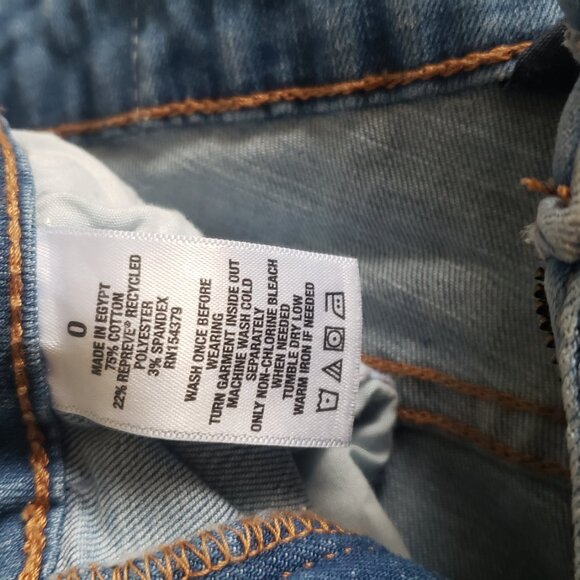 0
MADE IN EGYPT
75% COTTON
22% REPREVE® RECYCLED
POLYESTER
3% SPANDEX
RN154379
WASH ONCE BEFORE
WEARING
TURN GARMENT INSIDE OUT
MACHINE WASH COLD
SEPARATELY
ONLY NON-CHLORINE BLEACH
WHEN NEEDED
TUMBLE DRY LOW
WARM IRON IF NEEDED